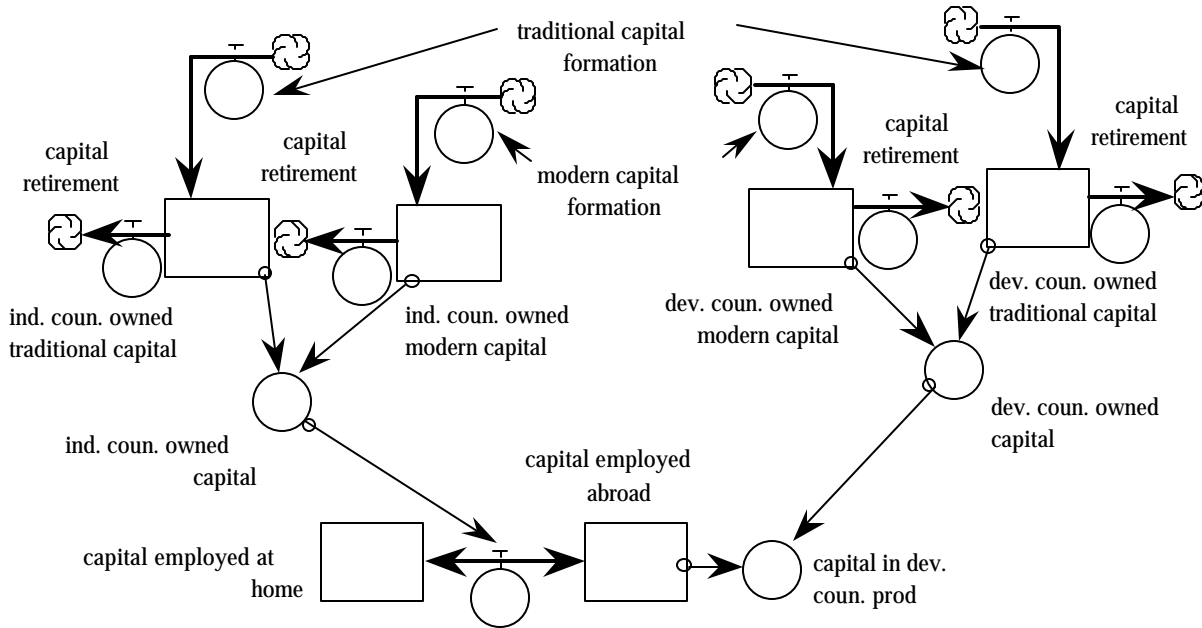 traditional capital
formation
capital
retirement
capital
retirement
modern capital
formation
capital
retirement
capital
retirement
ind. coun. owned
traditional capital
ind. coun. owned
modern capital
dev. coun. owned
modern capital
dev. coun. owned
traditional capital
ind. coun. owned
capital
dev. coun. owned
capital
capital employed
abroad
capital employed at
home
capital in dev.
coun. prod